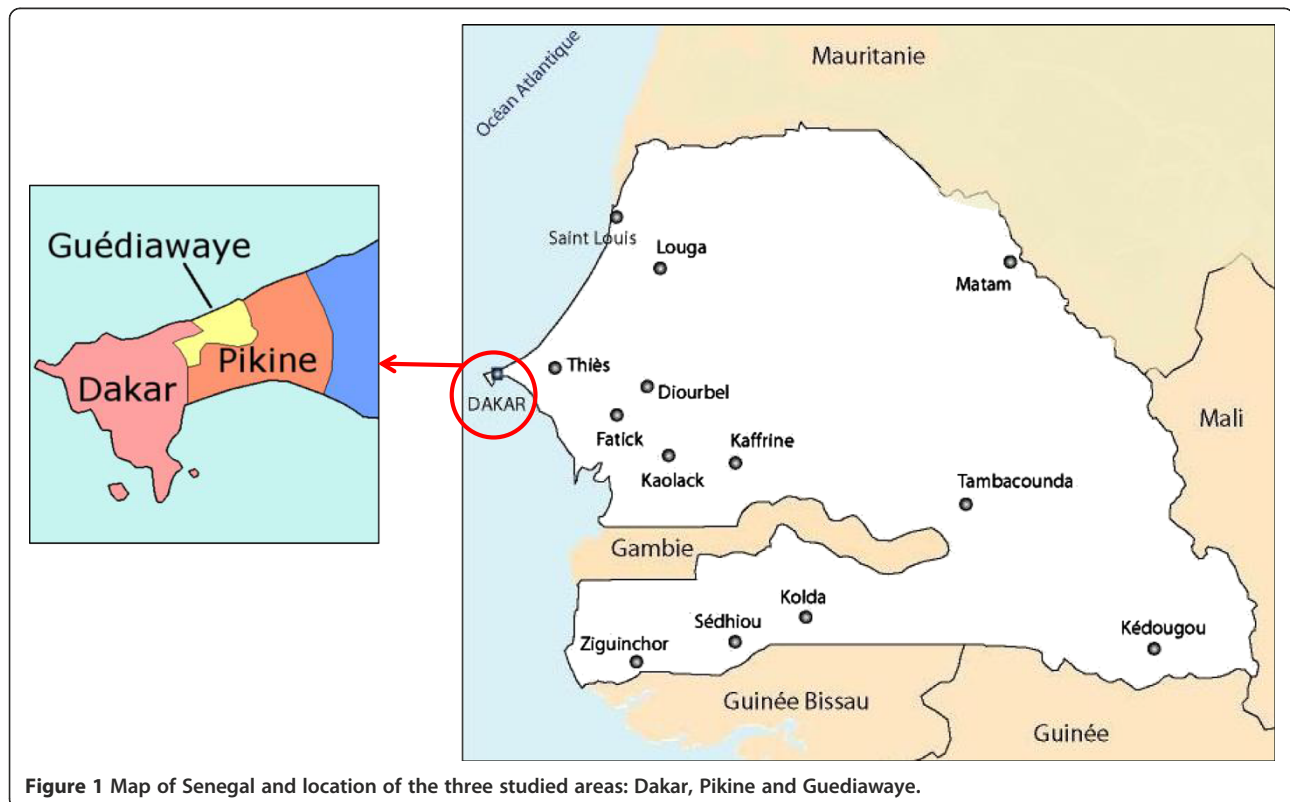 Océan Atlantique
Mauritanie
Saint Louis
Louga
Matam
Guédiawaye
Pikine
Dakar
Thiès
DAKAR
Diourbel
Mali
Fatick
Kaffrine
Kaolack
Tambacounda
Gambie
Kolda
Sédhiou
Kédougou
Ziguinchor
Guinée Bissau
Guinée
Figure 1 Map of Senegal and location of the three studied areas: Dakar, Pikine and Guediawaye.